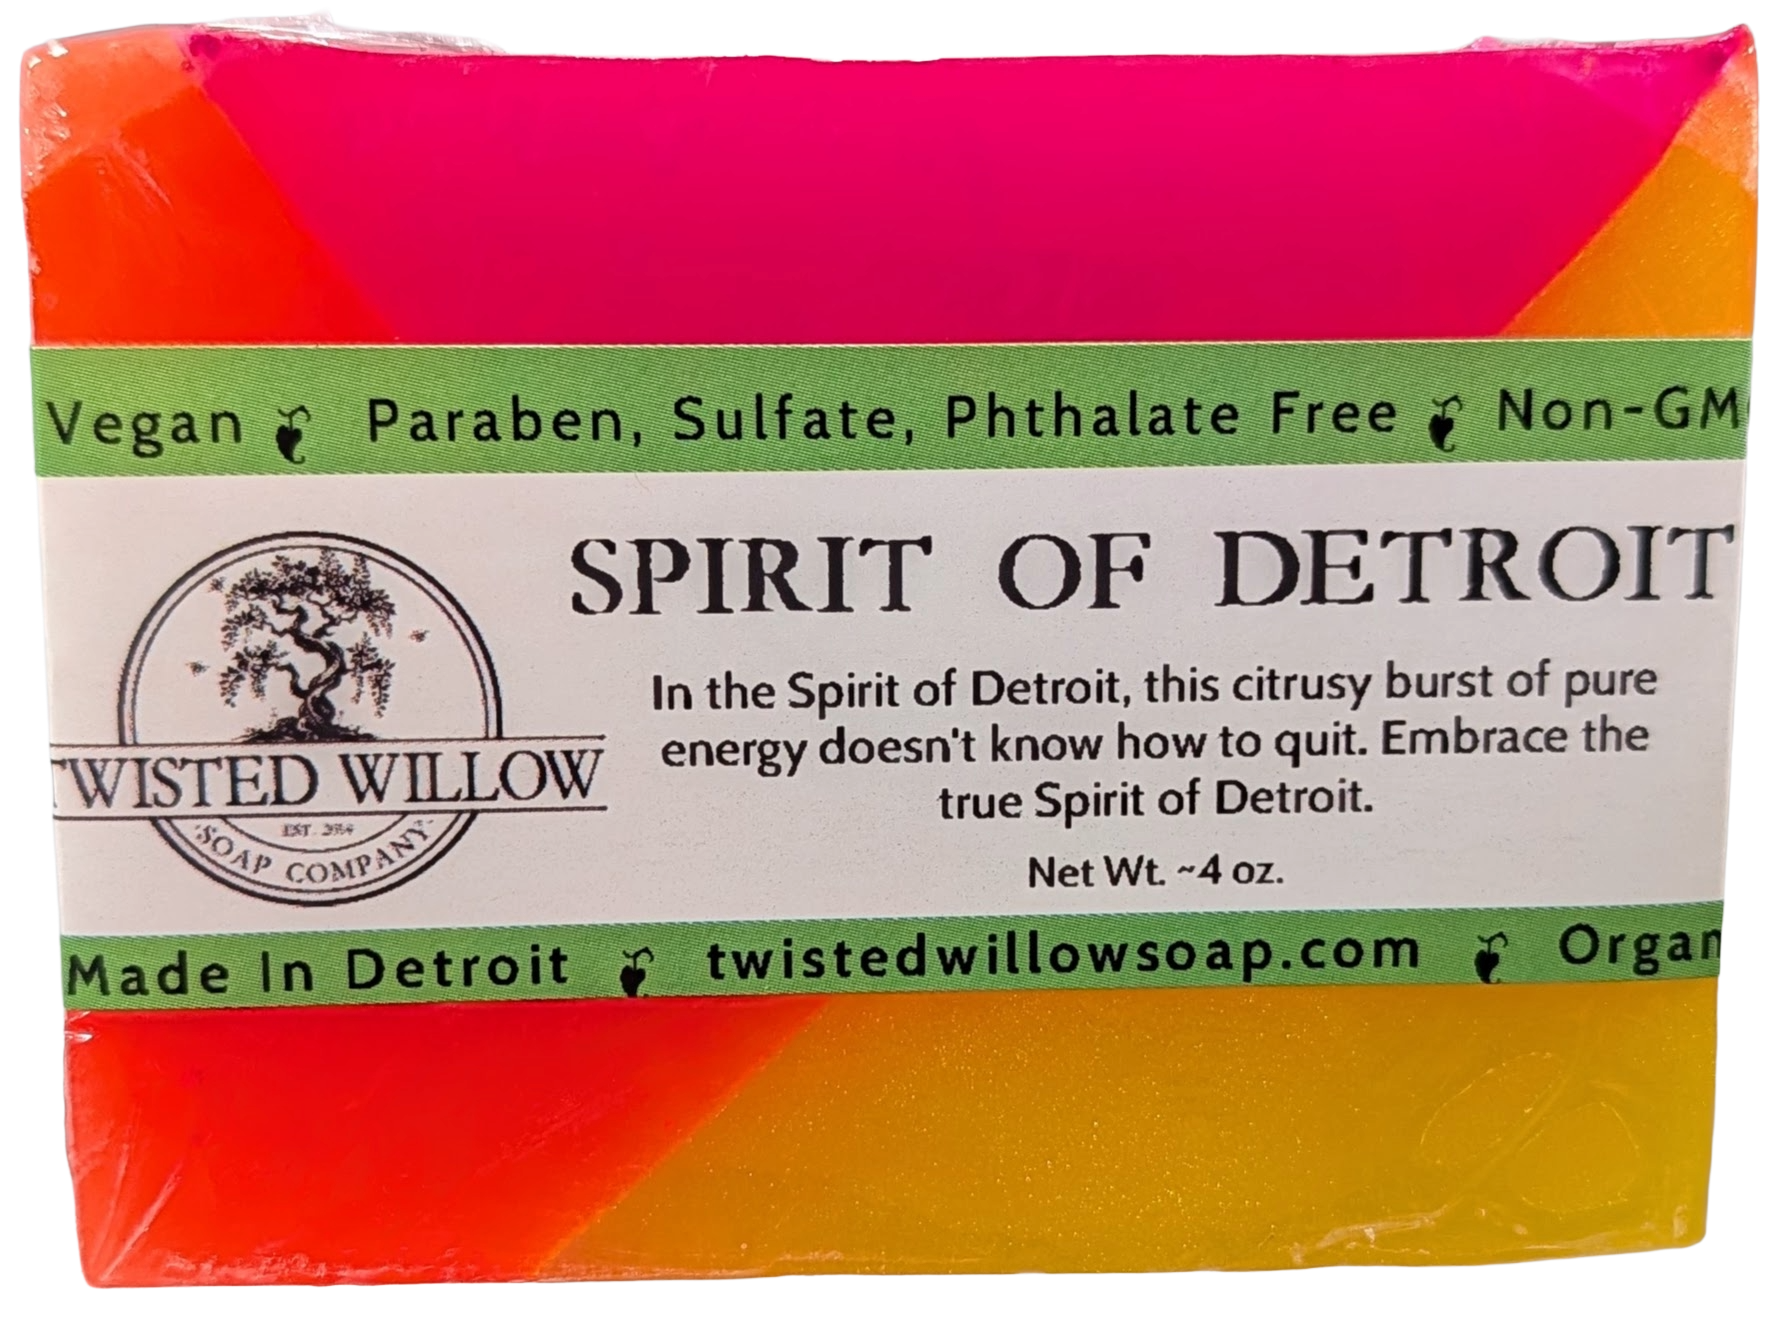 Vegan Paraben, Sulfate, Phthalate Free Non-GM
SPIRIT OF DETROIT
In the Spirit of Detroit, this citrusy burst of pure
energy doesn't know how to quit. Embrace the
true Spirit of Detroit.
Net Wt. ~4 oz.
TWISTED WILLOW
EST.
SOAP COMPANY
Made In Detroit twistedwillowsoap.com Organ